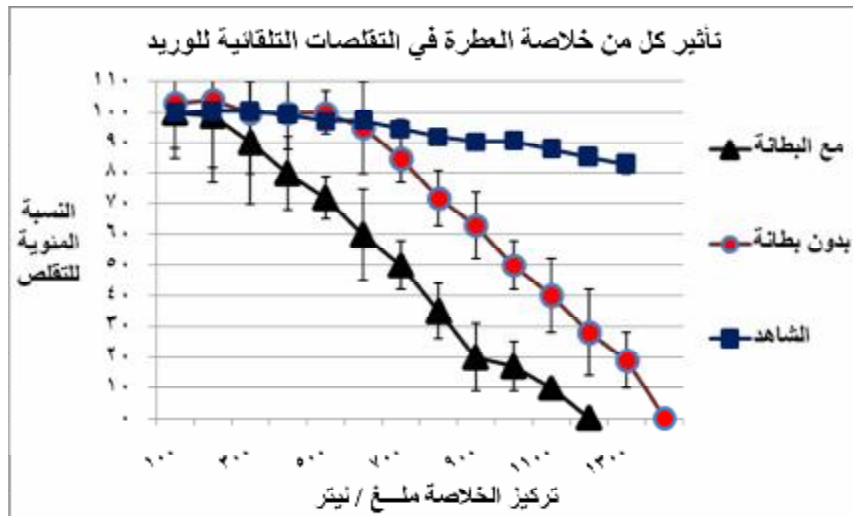 تأثير كل من خلاصة العطرة في التقلصات التلقائية للوريد
١١٠
١٠٠
٩٠
٨٠
٧٠
٦٠
٥٠
٤٠
٣٠
٢٠
١٠
٠
النسبة
المئوية
للتقلص
مع البطانة
بدون بطانة
الشاهد
١٠٠ ٣٠٠ ٥٠٠ ٧٠٠ ٩٠٠ ١١٠٠ ١٣٠٠
تركيز الخلاصة ملـغ / ليتر